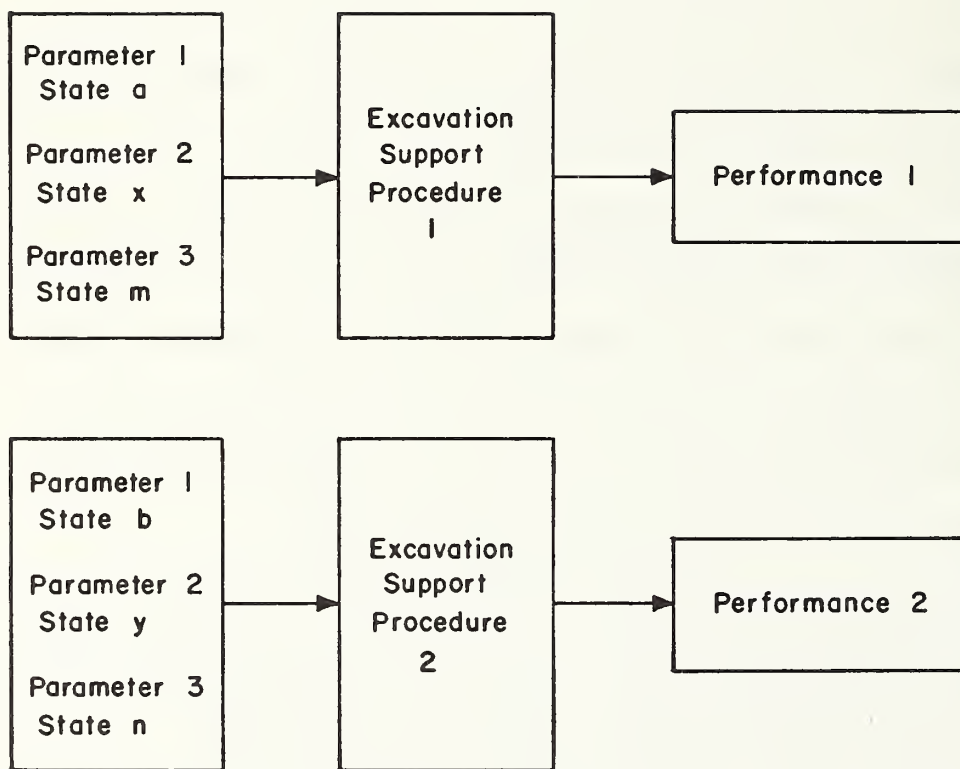 Parameter 1
State a
Parameter 2
State x
Parameter 3
State m
Excavation
Support
Procedure
1
Performance 1
Parameter 1
State b
Parameter 2
State y
Parameter 3
State n
Excavation
Support
Procedure
2
Performance 2